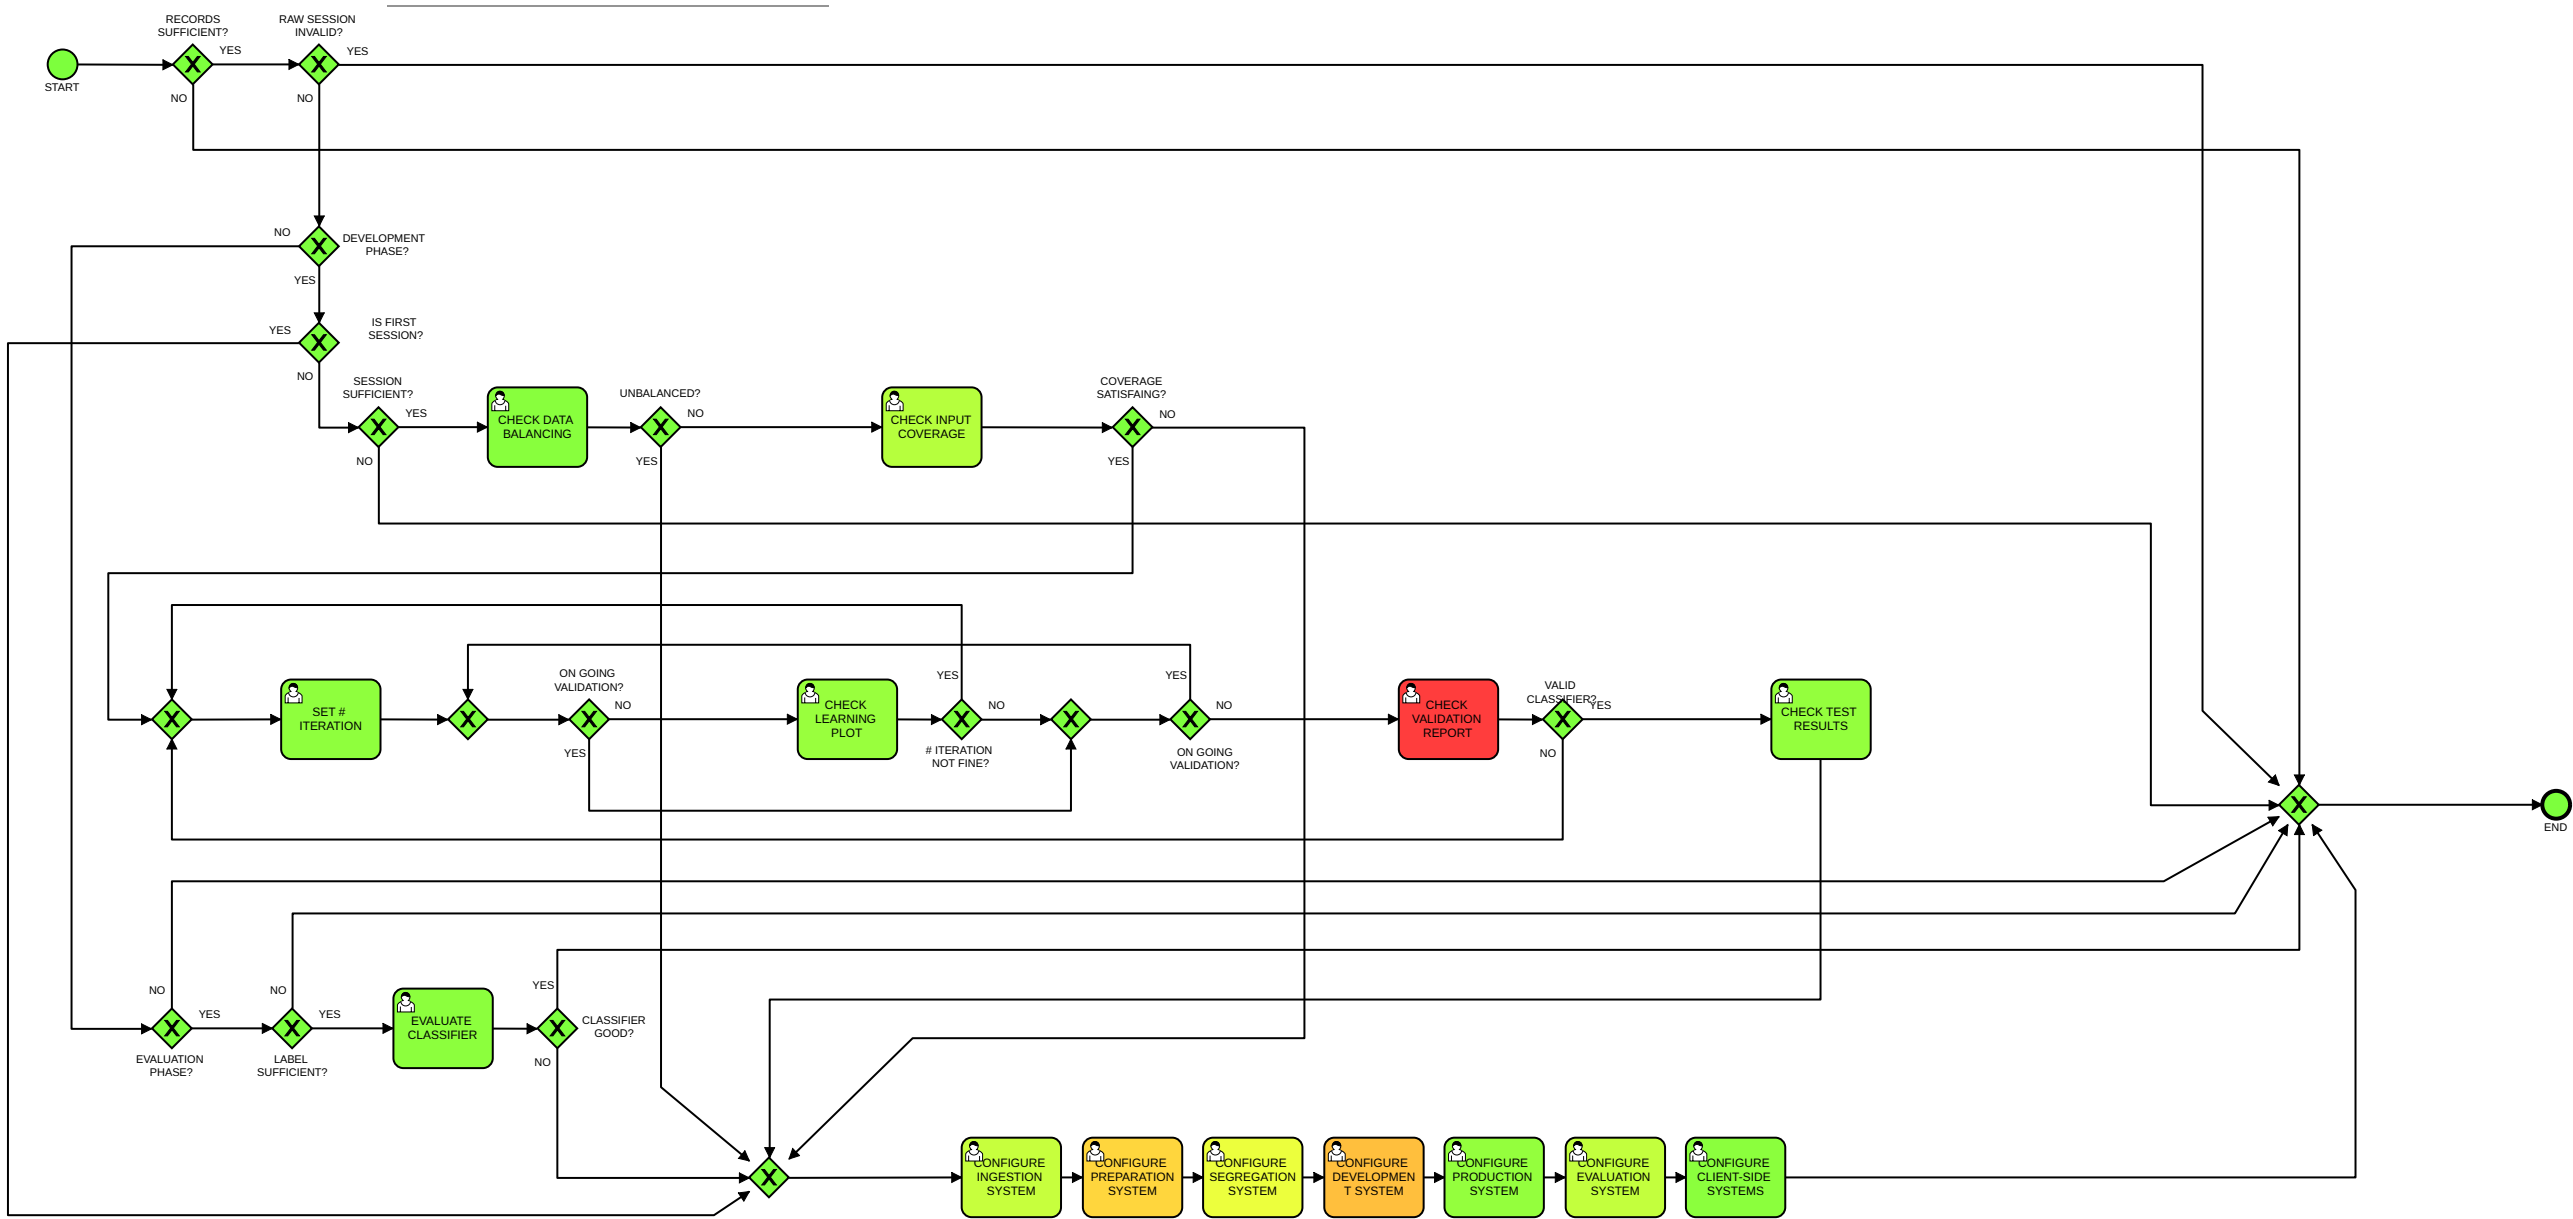 RECORDS
SUFFICIENT?
RAW SESSION
INVALID?
YES
YES
START
NO
NO
NO
DEVELOPMENT
PHASE?
YES
YES
IS FIRST
SESSION?
NO
SESSION
SUFFICIENT?
YES
NO
CHECK DATA
BALANCING
UNBALANCED?
NO
YES
CHECK INPUT
COVERAGE
COVERAGE
SATISFAING?
NO
YES
SET #
ITERATION
ON GOING
VALIDATION?
NO
YES
CHECK
LEARNING
PLOT
YES
NO
# ITERATION
NOT FINE?
YES
NO
ON GOING
VALIDATION?
CHECK
VALIDATION
REPORT
VALID
CLASSIFIER?
YES
NO
CHECK TEST
RESULTS
END
NO
YES
EVALUATION
PHASE?
NO
YES
LABEL
SUFFICIENT?
EVALUATE
CLASSIFIER
YES
CLASSIFIER
GOOD?
NO
CONFIGURE
INGESTION
SYSTEM
CONFIGURE
PREPARATION
SYSTEM
CONFIGURE
SEGREGATION
SYSTEM
CONFIGURE
DEVELOPMEN
T SYSTEM
CONFIGURE
PRODUCTION
SYSTEM
CONFIGURE
EVALUATION
SYSTEM
CONFIGURE
CLIENT-SIDE
SYSTEMS